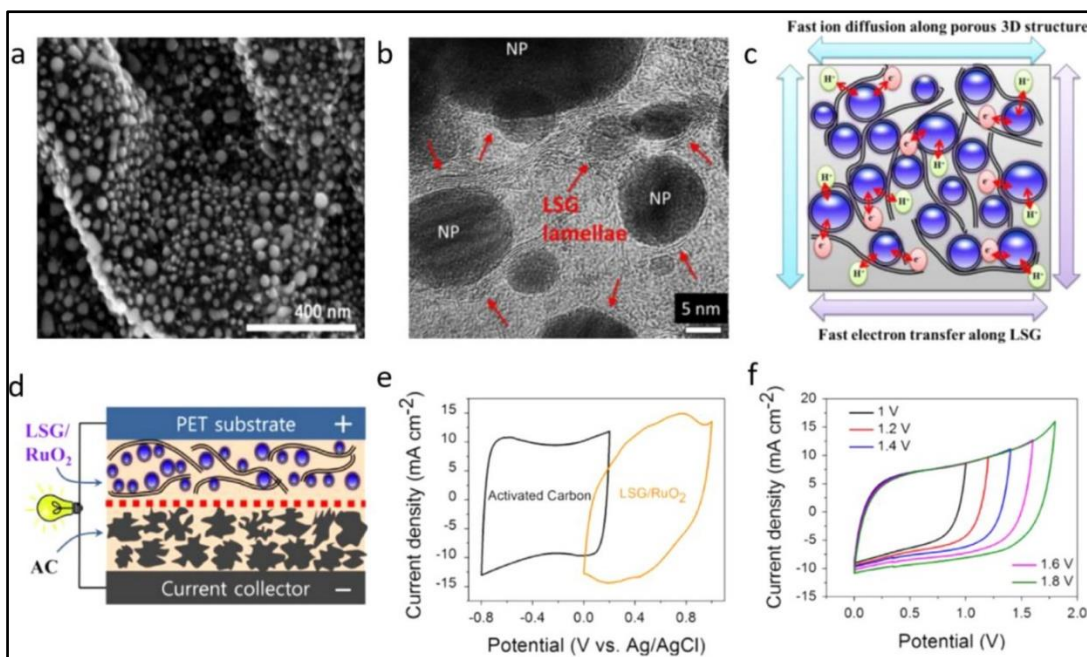 a
400 nm
b
NP
NP
NP
LSG
lamellae
5 nm
c
Fast ion diffusion along porous 3D structure
H⁺
e⁻
H⁺
H⁺
e⁻
e⁻
e⁻
H⁺
H⁺
H⁺
e⁻
e⁻
e⁻
H⁺
H⁺
Fast electron transfer along LSG
d
LSG/
RuO₂
PET substrate +
AC
Current collector −
e
Current density (mA cm⁻²)
15
10
5
0
-5
-10
-15
Activated Carbon
LSG/RuO₂
-0.8 -0.4 0.0 0.4 0.8
Potential (V vs. Ag/AgCl)
f
Current density (mA cm⁻²)
20
15
10
5
0
-5
-10
-15
1 V
1.2 V
1.4 V
1.6 V
1.8 V
0.0 0.5 1.0 1.5 2.0
Potential (V)